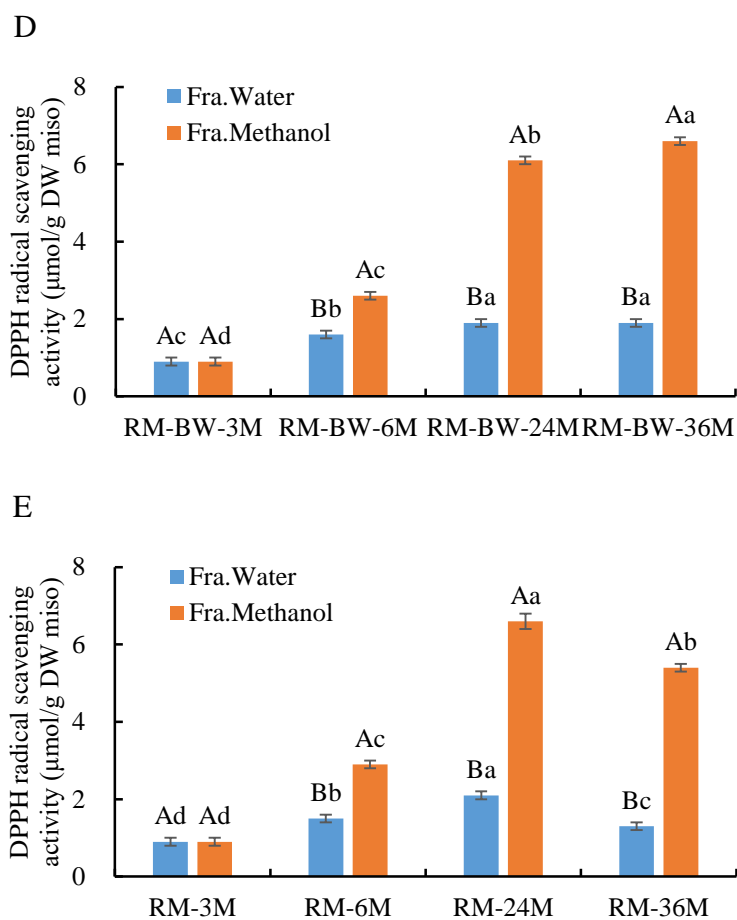 D
DPPH radical scavenging
activity (μmol/g DW miso)
8
6
4
2
0
Fra.Water
Fra.Methanol
Ac
Ad
Bb
Ac
Ba
Ab
Ba
Aa
RM-BW-3M RM-BW-6M RM-BW-24M RM-BW-36M
E
DPPH radical scavenging
activity (μmol/g DW miso)
8
6
4
2
0
Fra.Water
Fra.Methanol
Ad
Ad
Bb
Ac
Ba
Aa
Bc
Ab
RM-3M RM-6M RM-24M RM-36M